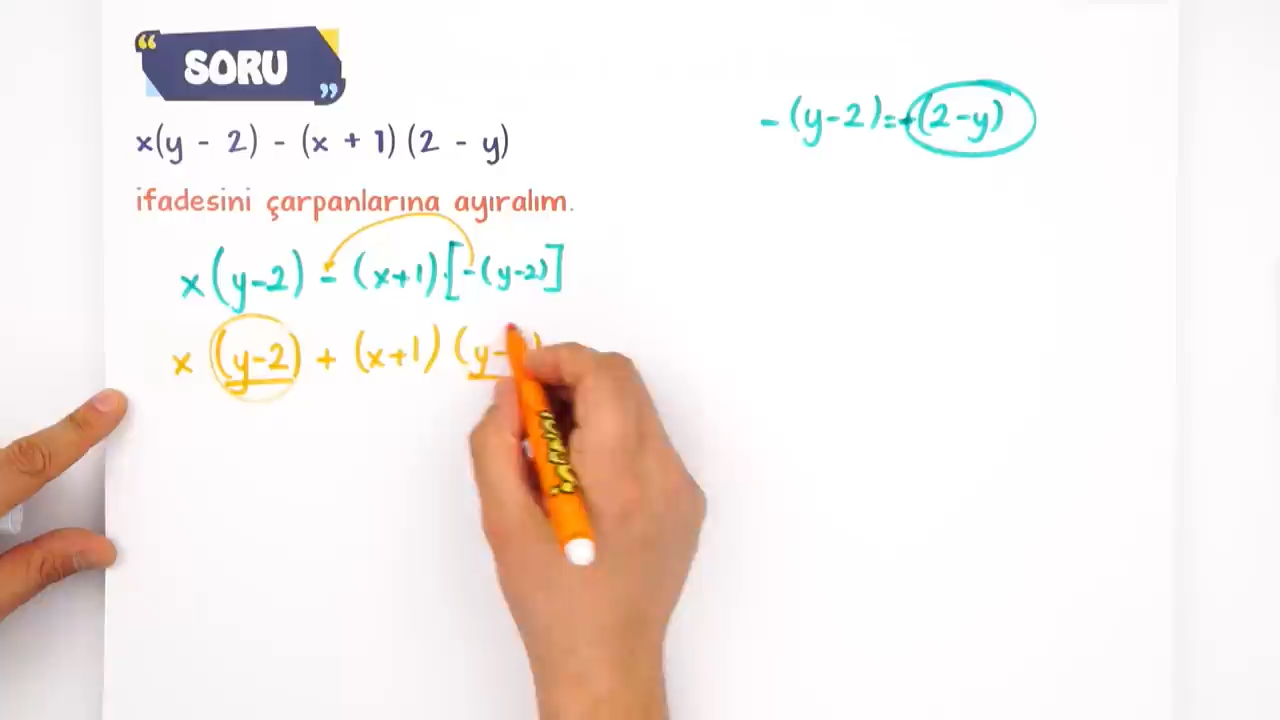 “ SORU ”
x(y - 2) - (x + 1) (2 - y)
ifadesini çarpanlarına ayıralım.
-(y-2)=+(2-y)
x(y-2) - (x+1)·[-(y-2)]
x (y-2) + (x+1) (y-